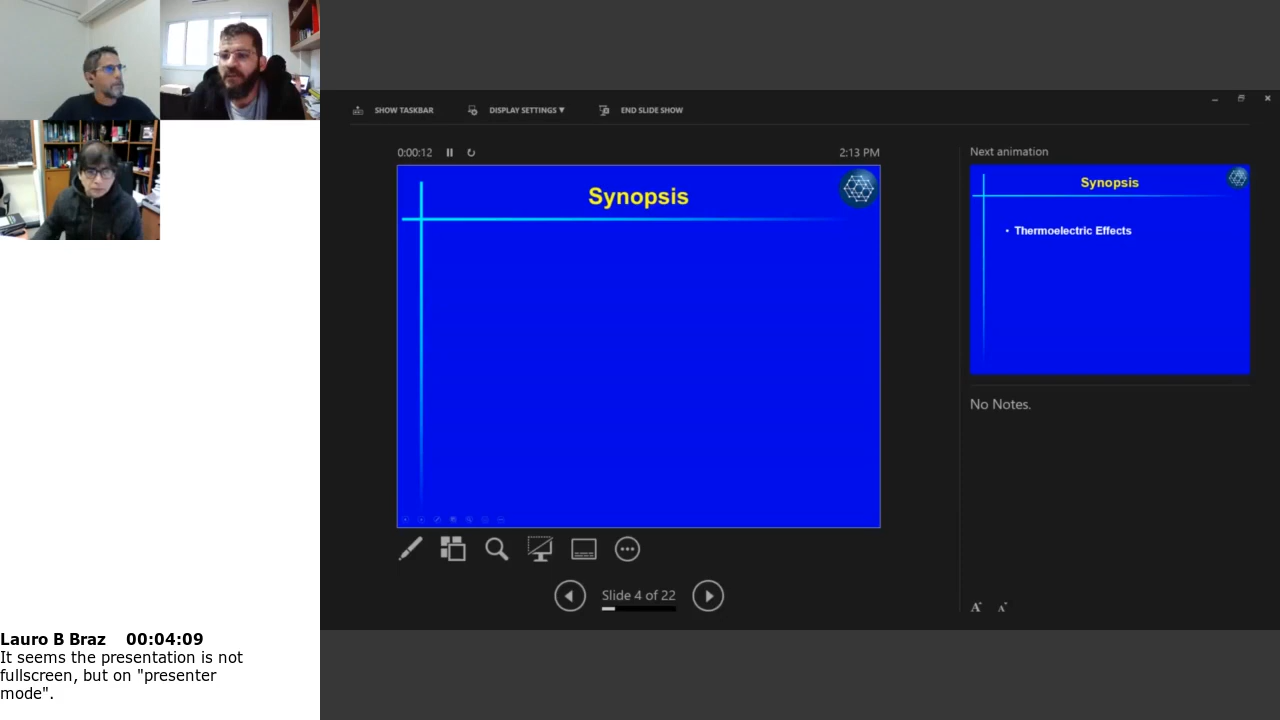 SHOW TASKBAR DISPLAY SETTINGS ▼ END SLIDE SHOW
0:00:12 2:13 PM
Synopsis
Slide 4 of 22
Next animation
Synopsis
• Thermoelectric Effects
No Notes.
A A
Lauro B Braz 00:04:09
It seems the presentation is not
fullscreen, but on "presenter
mode".